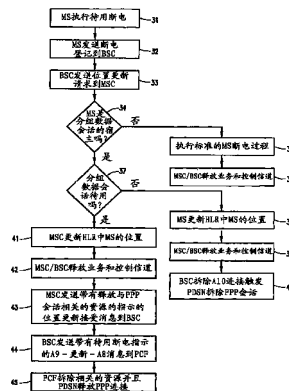 MS执行待用断电
31
MS发送断电
登记到BSC
32
BSC发送位置更新
请求到MSC
33
MS是
分组数据
会话的宿
主吗?
34
否
是
执行标准的MS断电过程
MSC/BSC释放业务和控制信道
分组
数据会
话待用
吗?
37
否
是
MS更新HLR中MS的位置
MSC/BSC释放业务和控制信道
BSC拆除A10连接触发
PDSN拆除PPP会话
41
MSC更新HLR中MS的位置
42
MSC/BSC释放业务和控制信道
43
MSC发送带有释放与PPP
会话相关的资源的指示的
位置更新接受消息到BSC
44
BSC发送带有待用断电指示
的A9-更新-A8消息到PCF
45
PCF拆除相关的资源并且
PDSN释放PPP连接